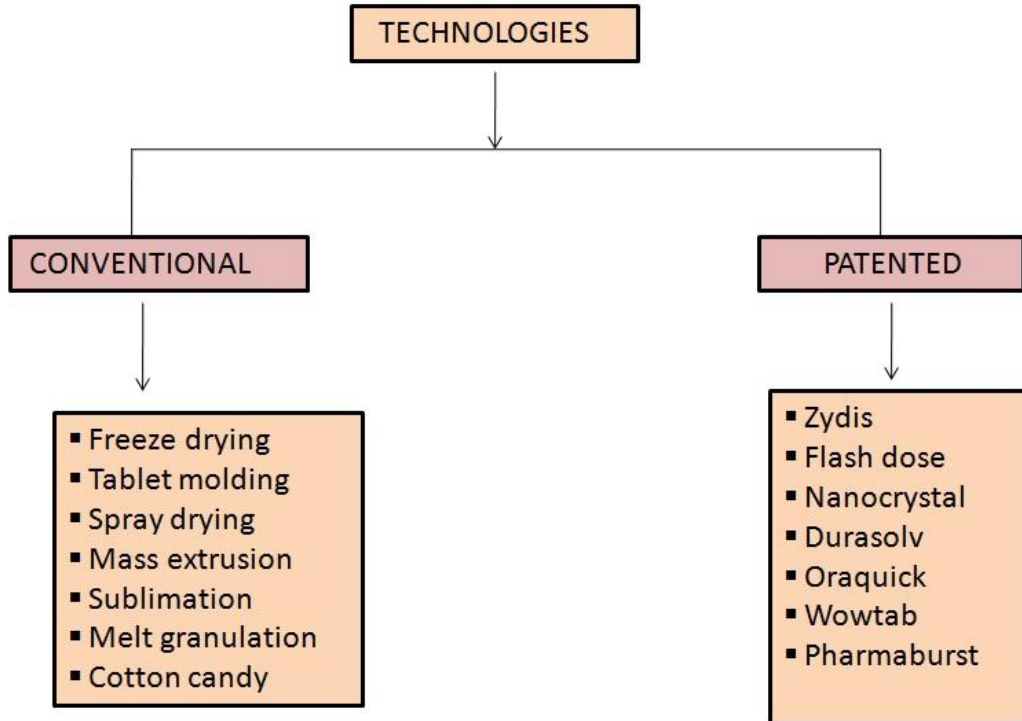 TECHNOLOGIES
CONVENTIONAL
PATENTED
▪ Freeze drying
▪ Tablet molding
▪ Spray drying
▪ Mass extrusion
▪ Sublimation
▪ Melt granulation
▪ Cotton candy
▪ Zydis
▪ Flash dose
▪ Nanocrystal
▪ Durasolv
▪ Oraquick
▪ Wowtab
▪ Pharmaburst